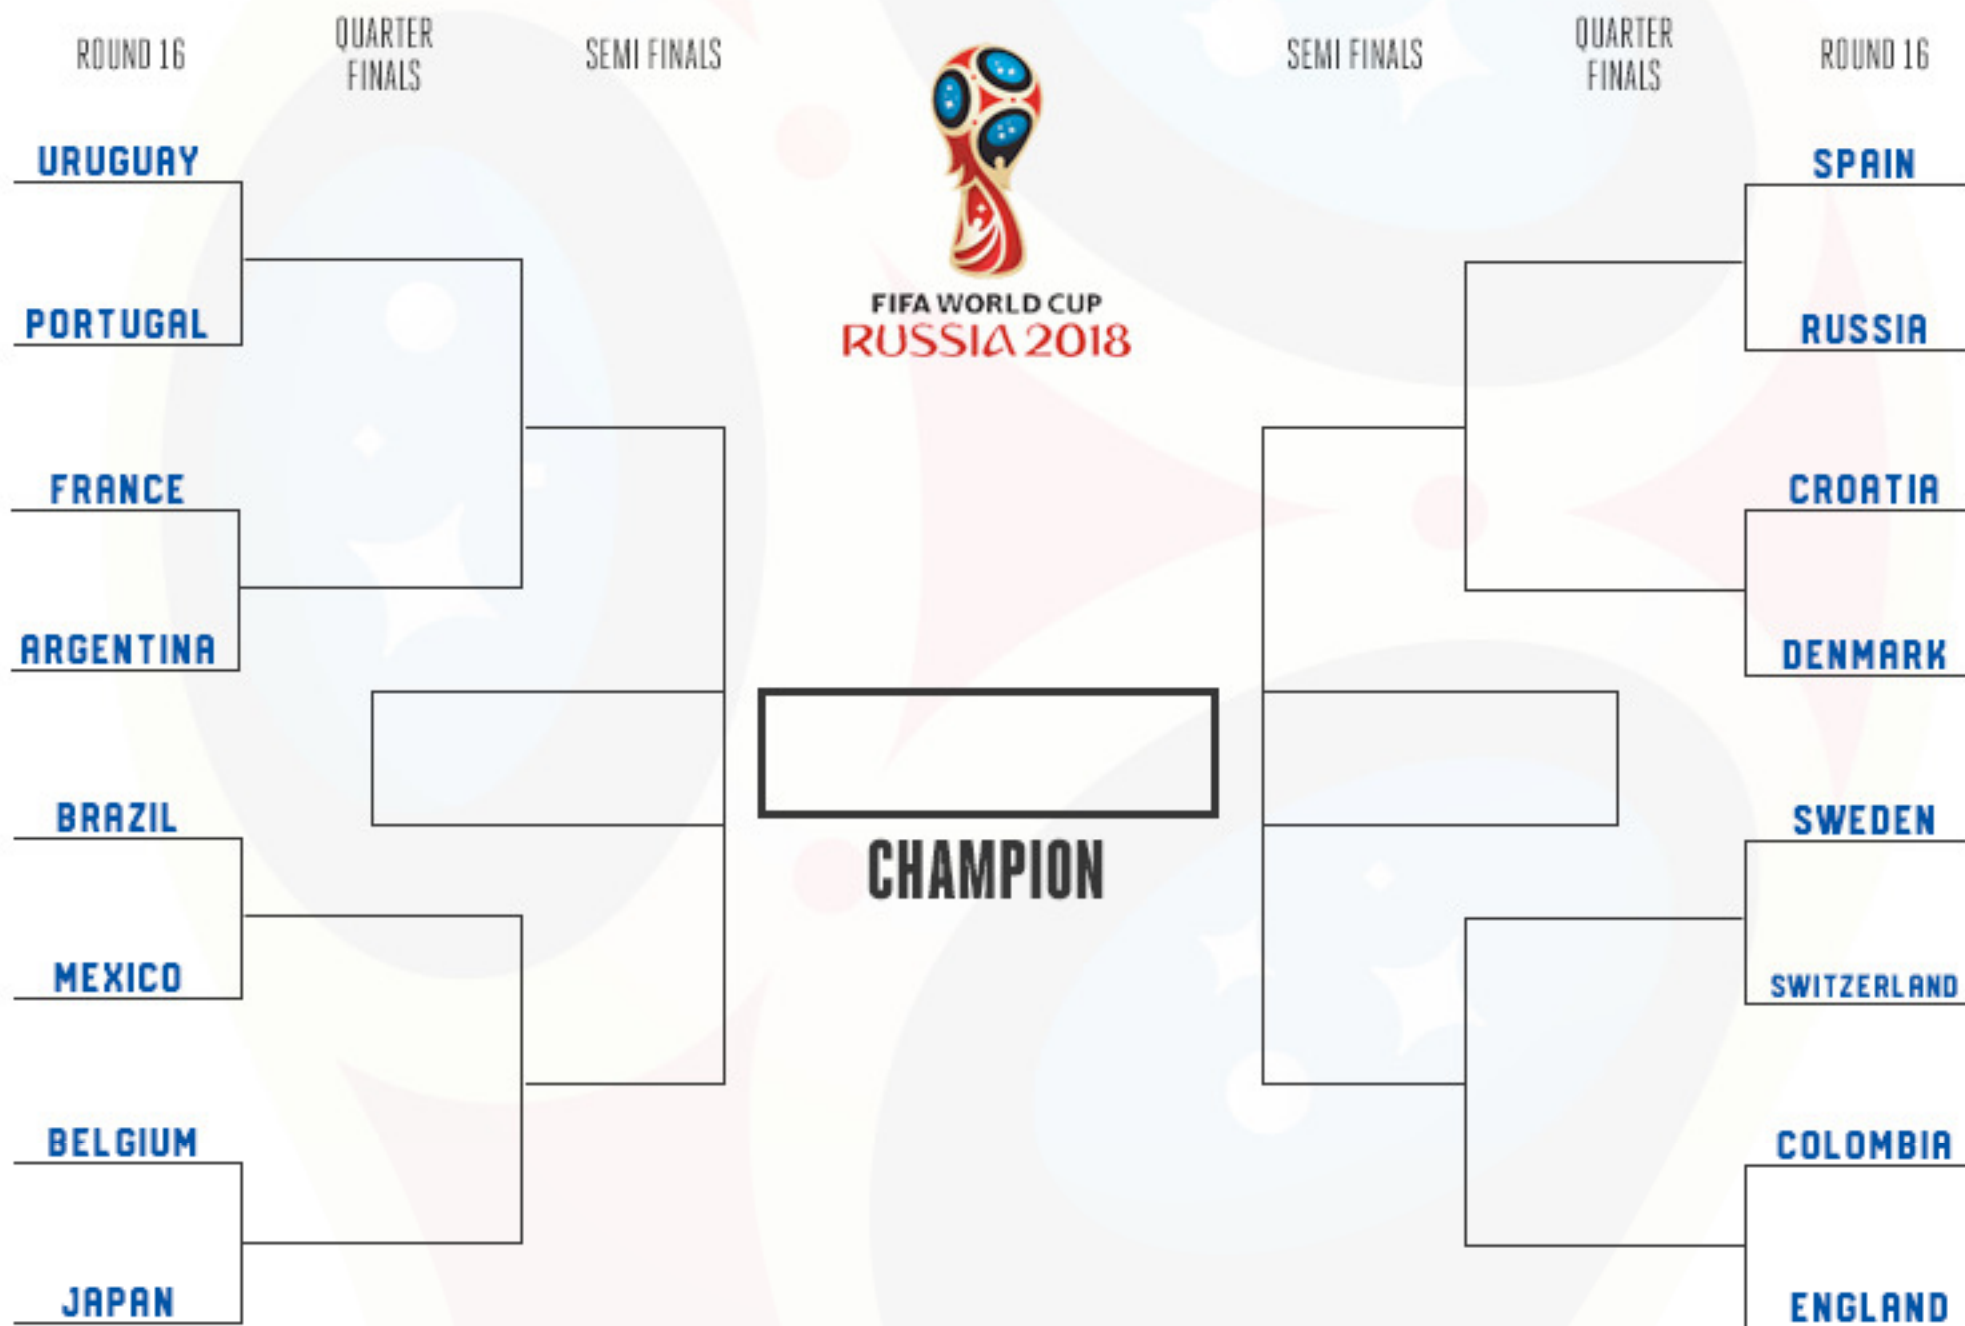 ROUND 16
QUARTER
FINALS
SEMI FINALS
SEMI FINALS
QUARTER
FINALS
ROUND 16
FIFA WORLD CUP
RUSSIA 2018
URUGUAY
PORTUGAL
FRANCE
ARGENTINA
BRAZIL
MEXICO
BELGIUM
JAPAN
CHAMPION
SPAIN
RUSSIA
CROATIA
DENMARK
SWEDEN
SWITZERLAND
COLOMBIA
ENGLAND